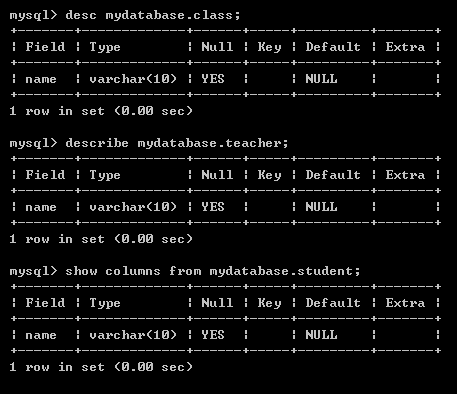 mysql> desc mydatabase.class;
+-------+-------------+------+-----+---------+-------+
| Field | Type        | Null | Key | Default | Extra |
+-------+-------------+------+-----+---------+-------+
| name  | varchar(10) | YES  |     | NULL    |       |
+-------+-------------+------+-----+---------+-------+
1 row in set (0.00 sec)

mysql> describe mydatabase.teacher;
+-------+-------------+------+-----+---------+-------+
| Field | Type        | Null | Key | Default | Extra |
+-------+-------------+------+-----+---------+-------+
| name  | varchar(10) | YES  |     | NULL    |       |
+-------+-------------+------+-----+---------+-------+
1 row in set (0.00 sec)

mysql> show columns from mydatabase.student;
+-------+-------------+------+-----+---------+-------+
| Field | Type        | Null | Key | Default | Extra |
+-------+-------------+------+-----+---------+-------+
| name  | varchar(10) | YES  |     | NULL    |       |
+-------+-------------+------+-----+---------+-------+
1 row in set (0.00 sec)